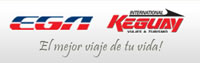 EGA
INTERNATIONAL
KEGUAY
VIAJES & TURISMO
El mejor viaje de tu vida!